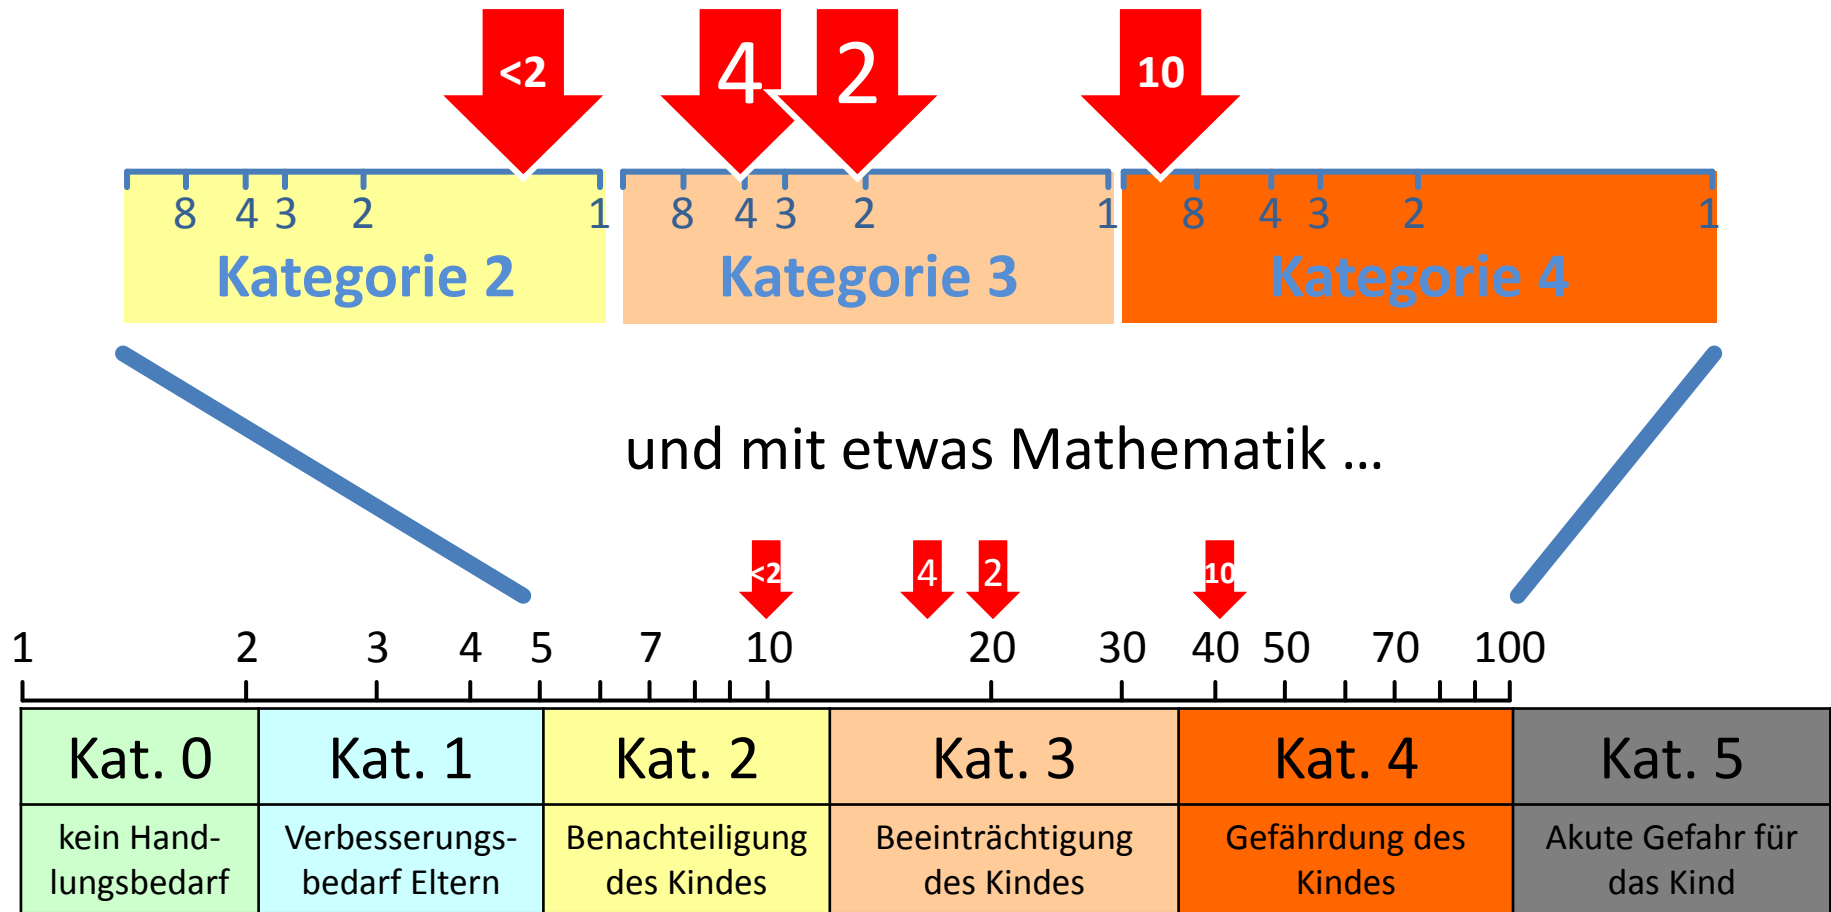 <2 4 2 10
8 4 3 2 1 8 4 3 2 1 8 4 3 2 1
Kategorie 2 Kategorie 3 Kategorie 4
und mit etwas Mathematik ...
<2 4 2 10
1 2 3 4 5 7 10 20 30 40 50 70 100
Kat. 0 Kat. 1 Kat. 2 Kat. 3 Kat. 4 Kat. 5
kein Hand- Verbesserungs- Benachteiligung Beeinträchtigung Gefährdung des Akute Gefahr für
lungsbedarf bedarf Eltern des Kindes des Kindes Kindes das Kind